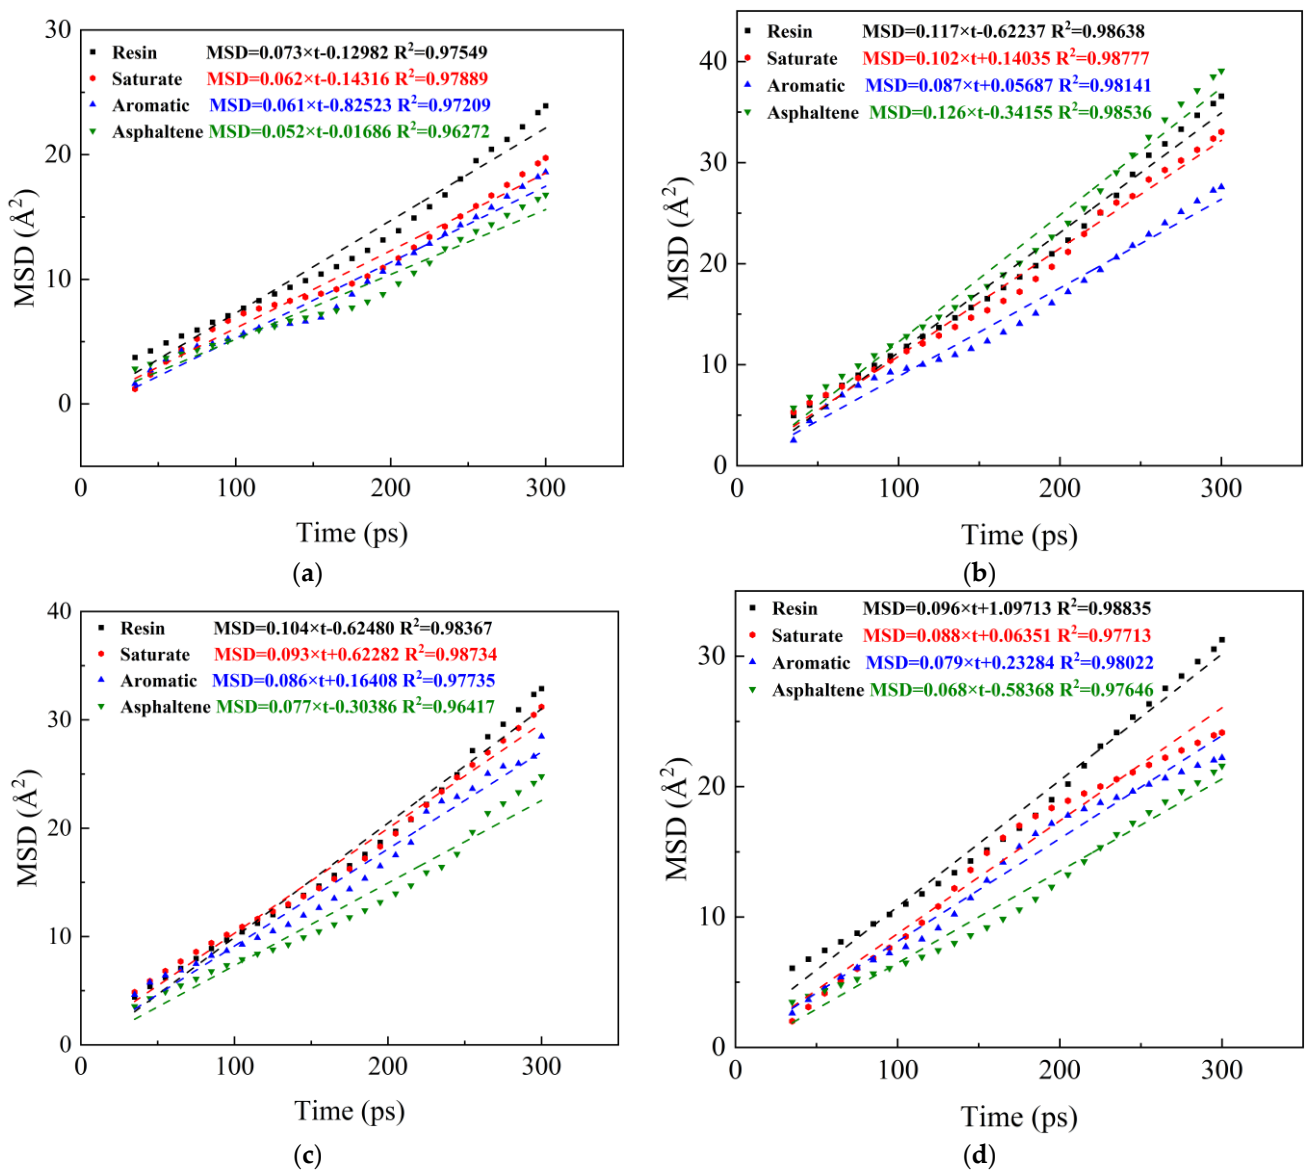 30
20
10
0
MSD (Å²)
Resin MSD=0.073×t-0.12982 R²=0.97549
Saturate MSD=0.062×t-0.14316 R²=0.97889
Aromatic MSD=0.061×t-0.82523 R²=0.97209
Asphaltene MSD=0.052×t-0.01686 R²=0.96272
0 100 200 300
Time (ps)
(a)
40
30
20
10
0
MSD (Å²)
Resin MSD=0.117×t-0.62237 R²=0.98638
Saturate MSD=0.102×t+0.14035 R²=0.98777
Aromatic MSD=0.087×t+0.05687 R²=0.98141
Asphaltene MSD=0.126×t-0.34155 R²=0.98536
0 100 200 300
Time (ps)
(b)
40
30
20
10
0
MSD (Å²)
Resin MSD=0.104×t-0.62480 R²=0.98367
Saturate MSD=0.093×t+0.62282 R²=0.98734
Aromatic MSD=0.086×t+0.16408 R²=0.97735
Asphaltene MSD=0.077×t-0.30386 R²=0.96417
0 100 200 300
Time (ps)
(c)
30
20
10
0
MSD (Å²)
Resin MSD=0.096×t+1.09713 R²=0.98835
Saturate MSD=0.088×t+0.06351 R²=0.97713
Aromatic MSD=0.079×t+0.23284 R²=0.98022
Asphaltene MSD=0.068×t-0.58368 R²=0.97646
0 100 200 300
Time (ps)
(d)